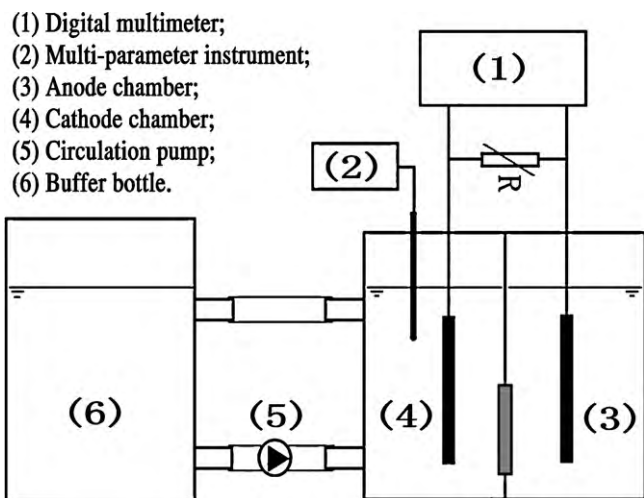 (1) Digital multimeter;
(2) Multi-parameter instrument;
(3) Anode chamber;
(4) Cathode chamber;
(5) Circulation pump;
(6) Buffer bottle.
(1)
(2)
R
(6)
(5)
(4)
(3)